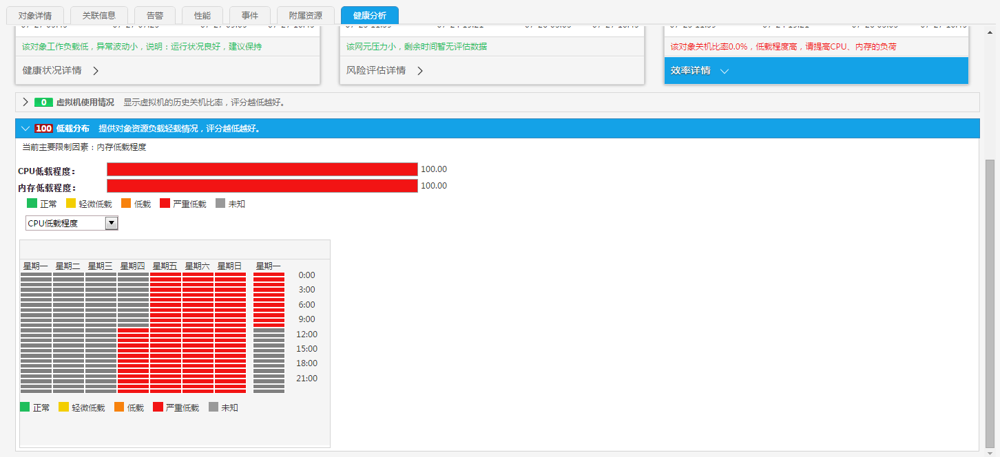 对象详情 关联信息 告警 性能 事件 附属资源 健康分析
该对象工作负载低，异常波动小，说明：运行状况良好，建议保持 该网元压力小，剩余时间暂无评估数据 该对象关机比率0.0%，低载程度高，请提高CPU、内存的负荷
健康状况详情 风险评估详情 效率详情
0 虚拟机使用情况 显示虚拟机的历史关机比率，评分越低越好。
100 低载分布 提供对象资源负载轻载情况，评分越低越好。
当前主要限制因素：内存低载程度
CPU低载程度： 100.00
内存低载程度： 100.00
正常 轻微低载 低载 严重低载 未知
CPU低载程度
星期一 星期二 星期三 星期四 星期五 星期六 星期日 星期一
0:00
3:00
6:00
9:00
12:00
15:00
18:00
21:00
正常 轻微低载 低载 严重低载 未知